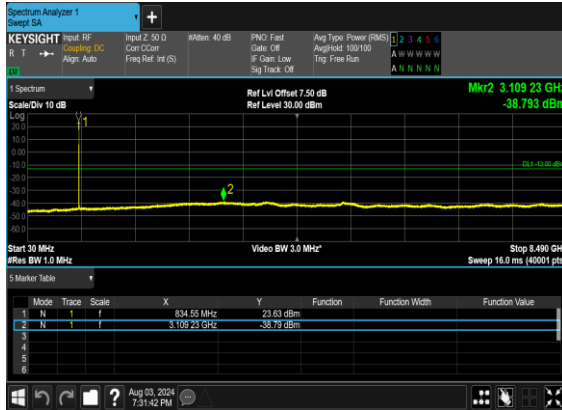 Spectrum Analyzer 1
Swept SA
+
KEYSIGHT Input: RF Input Z: 50 Ω #Atten: 40 dB PNO: Fast Avg Type: Power (RMS) 1 2 3 4 5 6
R T Coupling: DC Corr CCorr Gate: Off Avg|Hold: 100/100 A W W W W W
Align: Auto Freq Ref: Int (S) IF Gain: Low Trig: Free Run
Sig Track: Off A N N N N N
1 Spectrum Ref Lvl Offset 7.50 dB Mkr2 3.109 23 GHz
Scale/Div 10 dB Ref Level 30.00 dBm -38.793 dBm
Log
20.0
10.0
0.00
-10.0
-20.0
-30.0
-40.0
-50.0
-60.0
1
DL1 -13.00 dBm
2
Start 30 MHz Video BW 3.0 MHz* Stop 8.490 GH
#Res BW 1.0 MHz Sweep 16.0 ms (40001 pts
5 Marker Table
Mode Trace Scale X Y Function Function Width Function Value
1 N 1 f 834.55 MHz 23.63 dBm
2 N 1 f 3.109 23 GHz -38.79 dBm
3
4
5
6
? Aug 03, 2024
7:31:42 PM